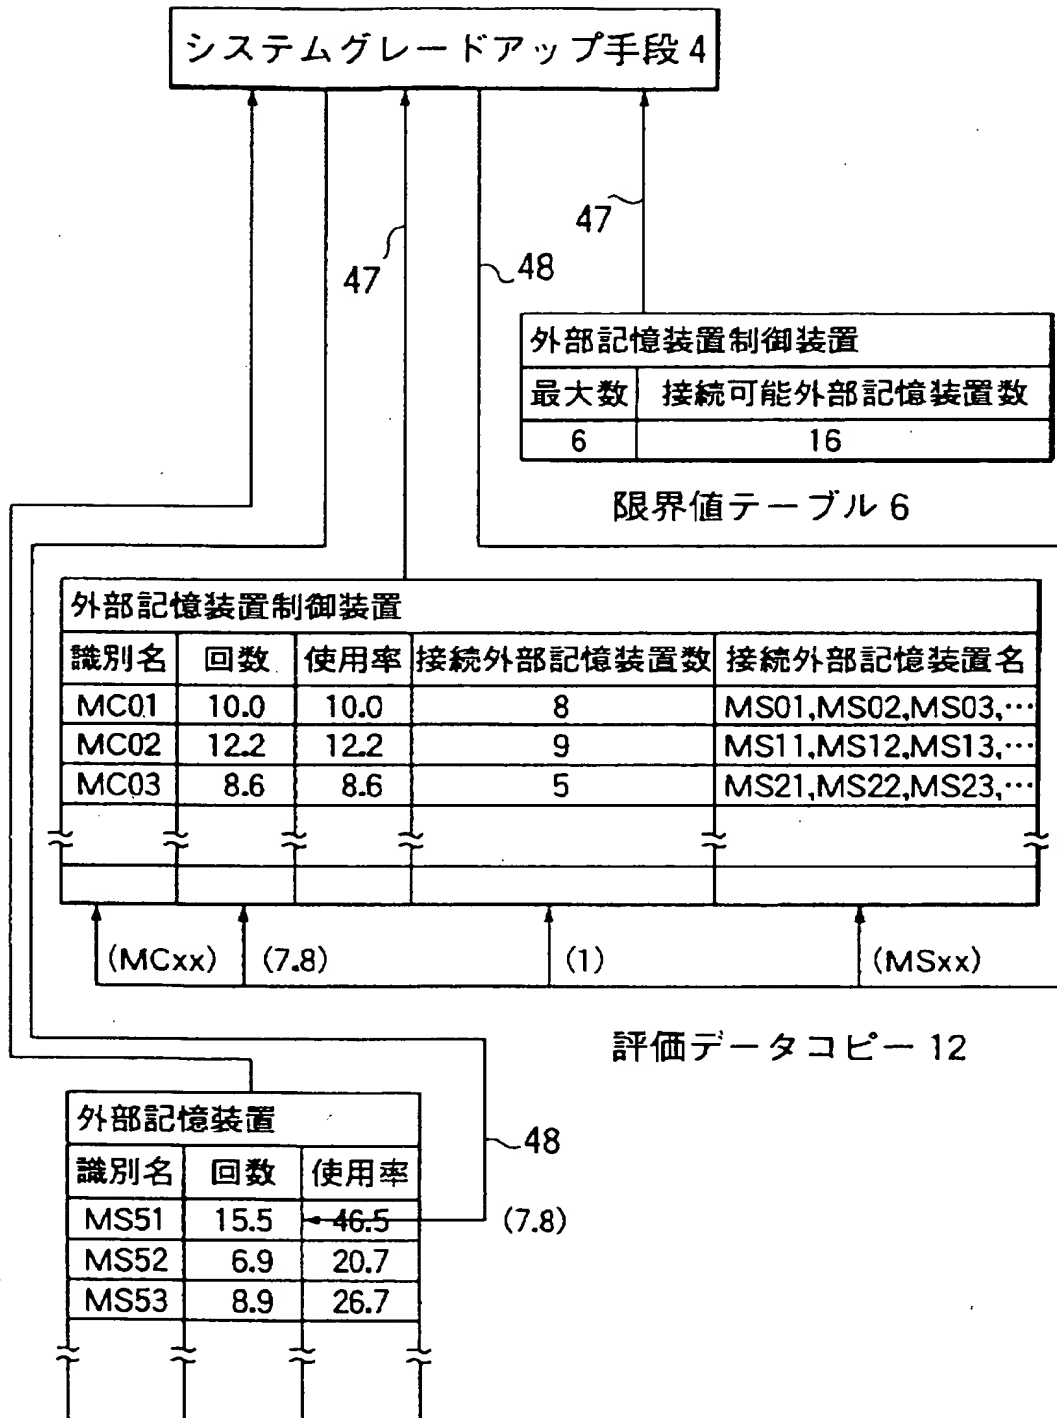 システムグレードアップ手段 4
47
47
48
外部記憶装置制御装置
最大数 接続可能外部記憶装置数
6 16
限界値テーブル 6
外部記憶装置制御装置
識別名 回数 使用率 接続外部記憶装置数 接続外部記憶装置名
MC01 10.0 10.0 8 MS01,MS02,MS03,…
MC02 12.2 12.2 9 MS11,MS12,MS13,…
MC03 8.6 8.6 5 MS21,MS22,MS23,…
(MCxx) (7.8) (1) (MSxx)
評価データコピー 12
外部記憶装置
48
識別名 回数 使用率
MS51 15.5 46.5 (7.8)
MS52 6.9 20.7
MS53 8.9 26.7